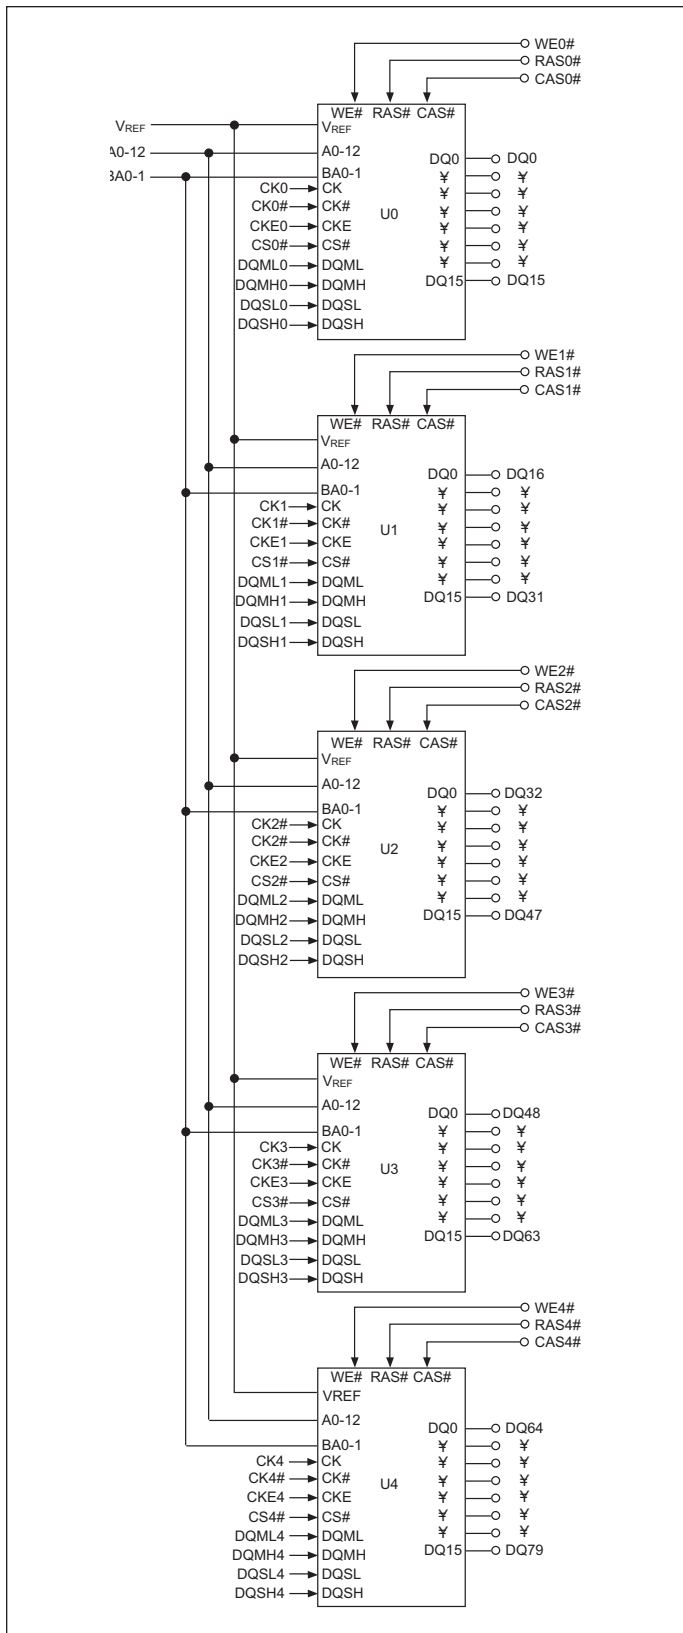 WE0#
RAS0#
CAS0#
WE# RAS# CAS#
VREF VREF
A0-12 A0-12 DQ0 DQ0
BA0-1 BA0-1 ¥ ¥
CK0 CK ¥ ¥
CK0# CK# U0 ¥ ¥
CKE0 CKE ¥ ¥
CS0# CS# ¥ ¥
DQML0 DQML ¥ ¥
DQMH0 DQMH DQ15 DQ15
DQSL0 DQSL
DQSH0 DQSH
WE1#
RAS1#
CAS1#
WE# RAS# CAS#
VREF
A0-12 DQ0 DQ16
BA0-1 ¥ ¥
CK1 CK ¥ ¥
CK1# CK# U1 ¥ ¥
CKE1 CKE ¥ ¥
CS1# CS# ¥ ¥
DQML1 DQML ¥ ¥
DQMH1 DQMH DQ15 DQ31
DQSL1 DQSL
DQSH1 DQSH
WE2#
RAS2#
CAS2#
WE# RAS# CAS#
VREF
A0-12 DQ0 DQ32
BA0-1 ¥ ¥
CK2# CK ¥ ¥
CK2# CK# U2 ¥ ¥
CKE2 CKE ¥ ¥
CS2# CS# ¥ ¥
DQML2 DQML ¥ ¥
DQMH2 DQMH DQ15 DQ47
DQSL2 DQSL
DQSH2 DQSH
WE3#
RAS3#
CAS3#
WE# RAS# CAS#
VREF
A0-12 DQ0 DQ48
BA0-1 ¥ ¥
CK3 CK ¥ ¥
CK3# CK# U3 ¥ ¥
CKE3 CKE ¥ ¥
CS3# CS# ¥ ¥
DQML3 DQML ¥ ¥
DQMH3 DQMH DQ15 DQ63
DQSL3 DQSL
DQSH3 DQSH
WE4#
RAS4#
CAS4#
WE# RAS# CAS#
VREF
A0-12 DQ0 DQ64
BA0-1 ¥ ¥
CK4 CK ¥ ¥
CK4# CK# U4 ¥ ¥
CKE4 CKE ¥ ¥
CS4# CS# ¥ ¥
DQML4 DQML ¥ ¥
DQMH4 DQMH DQ15 DQ79
DQSL4 DQSL
DQSH4 DQSH